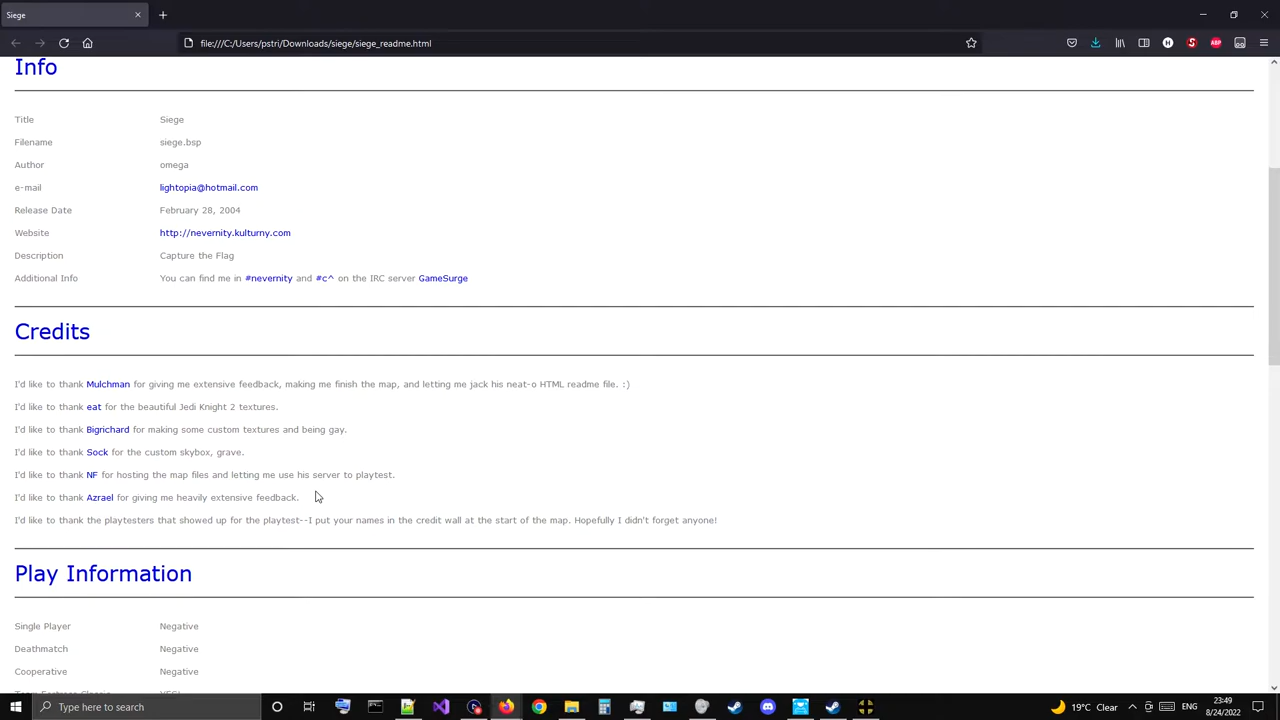 Siege
file:///C:/Users/pstri/Downloads/siege/siege_readme.html
Info
Title Siege
Filename siege.bsp
Author omega
e-mail lightopia@hotmail.com
Release Date February 28, 2004
Website http://nevernity.kulturny.com
Description Capture the Flag
Additional Info You can find me in #nevernity and #c^ on the IRC server GameSurge
Credits
I'd like to thank Mulchman for giving me extensive feedback, making me finish the map, and letting me jack his neat-o HTML readme file. :)
I'd like to thank eat for the beautiful Jedi Knight 2 textures.
I'd like to thank Bigrichard for making some custom textures and being gay.
I'd like to thank Sock for the custom skybox, grave.
I'd like to thank NF for hosting the map files and letting me use his server to playtest.
I'd like to thank Azrael for giving me heavily extensive feedback.
I'd like to thank the playtesters that showed up for the playtest--I put your names in the credit wall at the start of the map. Hopefully I didn't forget anyone!
Play Information
Single Player Negative
Deathmatch Negative
Cooperative Negative
Team Fortress Classic YES!
Type here to search
19°C Clear
23:49
8/24/2022